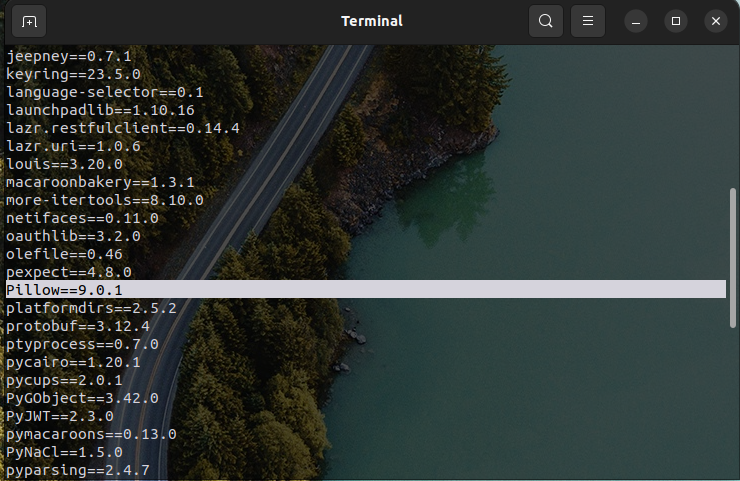 Terminal
jeepney==0.7.1
keyring==23.5.0
language-selector==0.1
launchpadlib==1.10.16
lazr.restfulclient==0.14.4
lazr.uri==1.0.6
louis==3.20.0
macaroonbakery==1.3.1
more-itertools==8.10.0
netifaces==0.11.0
oauthlib==3.2.0
olefile==0.46
pexpect==4.8.0
Pillow==9.0.1
platformdirs==2.5.2
protobuf==3.12.4
ptyprocess==0.7.0
pycairo==1.20.1
pycups==2.0.1
PyGObject==3.42.0
PyJWT==2.3.0
pymacaroons==0.13.0
PyNaCl==1.5.0
pyparsing==2.4.7